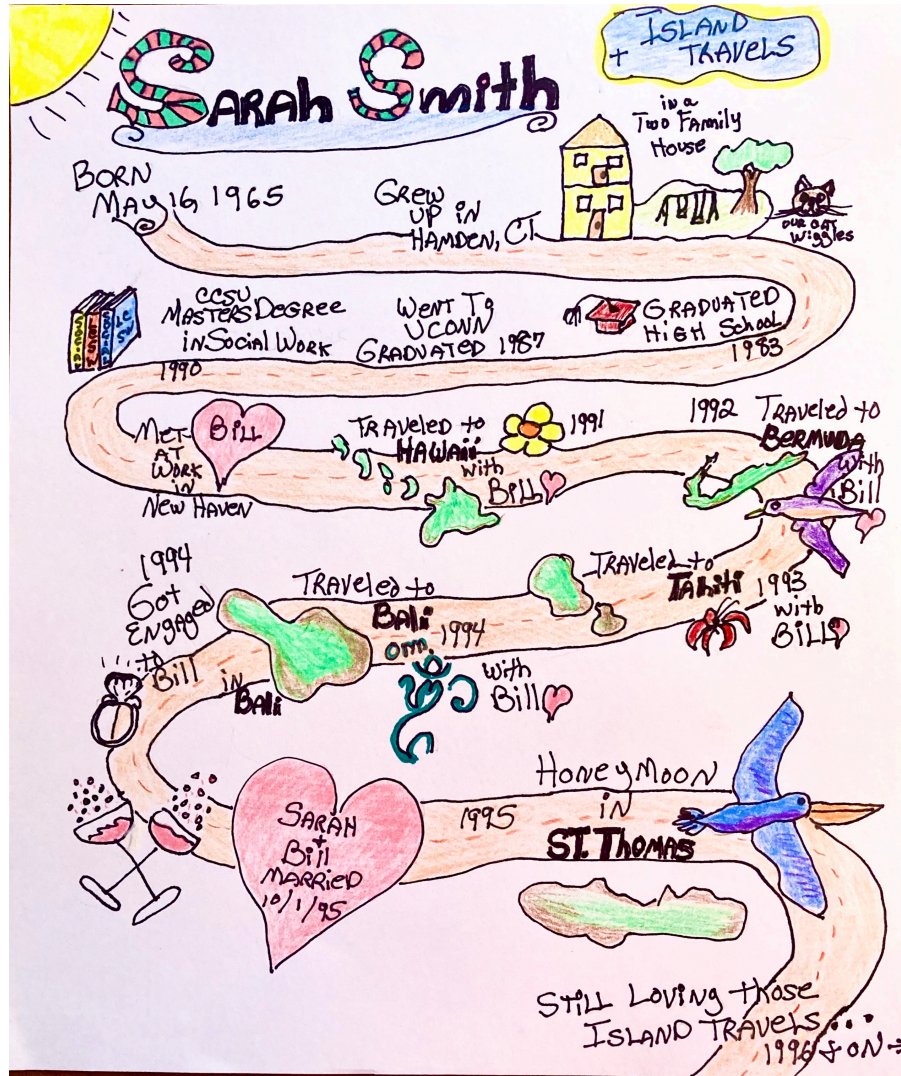 SARAH SMITH
+ ISLAND
TRAVELS
in a
Two Family
House
BORN
MAY 16, 1965
GREW
UP in
HAMDEN, CT.
OUR CAT
Wiggles
CCSU
MASTERS DEGREE
in Social Work
1990
WENT To
UCONN
GRADUATED 1987
GRADUATED
HiGH School
1983
MET
AT
WORK
in
NEW HAVEN
BiLL
TRAVELED to
HAWAii
with
BiLL
1991
1992
TRAVELED to
BERMUDA
with
Bill
1994
Got
ENGAGED
to
Bill
in
BALi
TRAVELED to
BALi
OM.
1994
with
Bill
TRAVELED to
TAHiti
1993
with
BiLL
SARAH
+
BiLL
MARRIED
10/1/95
1995
HONEYMOON
iN
ST. THOMAS
STiLL LOViNG those
ISLAND TRAVELS...
1996 & ON →